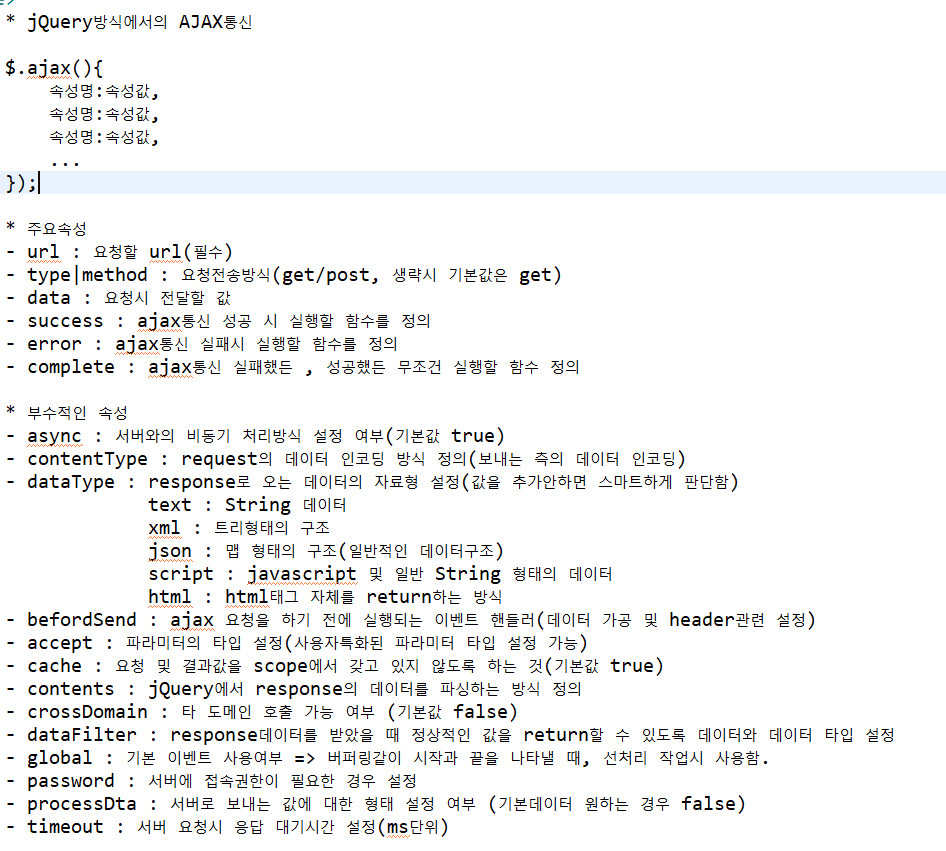 * jQuery방식에서의 AJAX통신
$.ajax(){
속성명:속성값,
속성명:속성값,
속성명:속성값,
...
});
* 주요속성
- url : 요청할 url(필수)
- type|method : 요청전송방식(get/post, 생략시 기본값은 get)
- data : 요청시 전달할 값
- success : ajax통신 성공 시 실행할 함수를 정의
- error : ajax통신 실패시 실행할 함수를 정의
- complete : ajax통신 실패했든 , 성공했든 무조건 실행할 함수 정의
* 부수적인 속성
- async : 서버와의 비동기 처리방식 설정 여부(기본값 true)
- contentType : request의 데이터 인코딩 방식 정의(보내는 측의 데이터 인코딩)
- dataType : response로 오는 데이터의 자료형 설정(값을 추가안하면 스마트하게 판단함)
text : String 데이터
xml : 트리형태의 구조
json : 맵 형태의 구조(일반적인 데이터구조)
script : javascript 및 일반 String 형태의 데이터
html : html태그 자체를 return하는 방식
- befordSend : ajax 요청을 하기 전에 실행되는 이벤트 핸들러(데이터 가공 및 header관련 설정)
- accept : 파라미터의 타입 설정(사용자특화된 파라미터 타입 설정 가능)
- cache : 요청 및 결과값을 scope에서 갖고 있지 않도록 하는 것(기본값 true)
- contents : jQuery에서 response의 데이터를 파싱하는 방식 정의
- crossDomain : 타 도메인 호출 가능 여부 (기본값 false)
- dataFilter : response데이터를 받았을 때 정상적인 값을 return할 수 있도록 데이터와 데이터 타입 설정
- global : 기본 이벤트 사용여부 => 버퍼링같이 시작과 끝을 나타낼 때, 선처리 작업시 사용함.
- password : 서버에 접속권한이 필요한 경우 설정
- processDta : 서버로 보내는 값에 대한 형태 설정 여부 (기본데이터 원하는 경우 false)
- timeout : 서버 요청시 응답 대기시간 설정(ms단위)